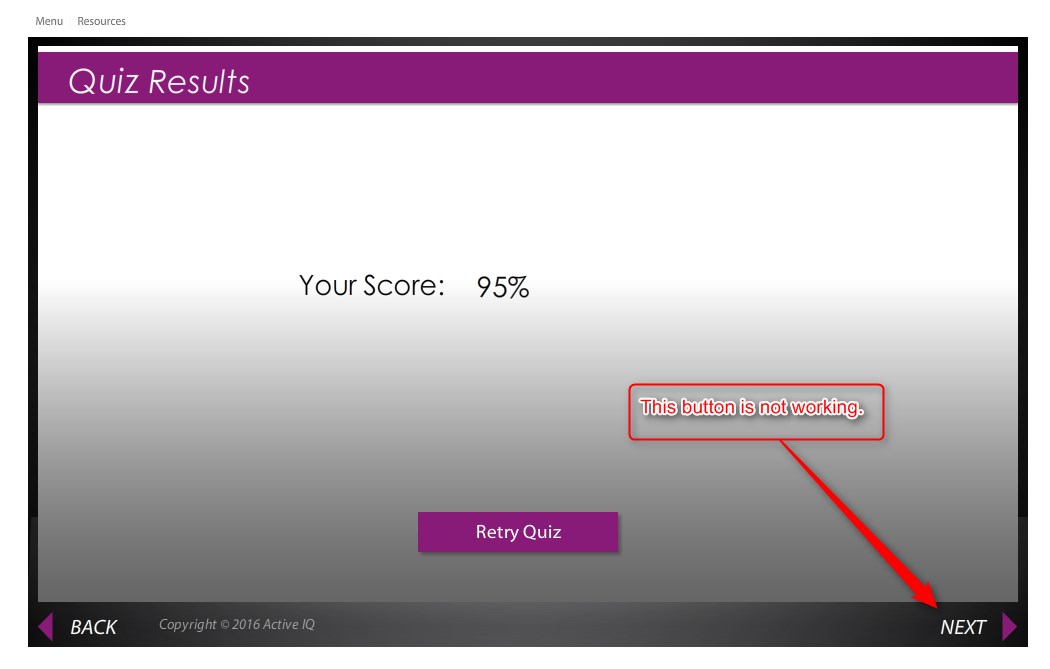 Menu Resources
Quiz Results
Your Score: 95%
This button is not working.
Retry Quiz
BACK Copyright © 2016 Active IQ NEXT